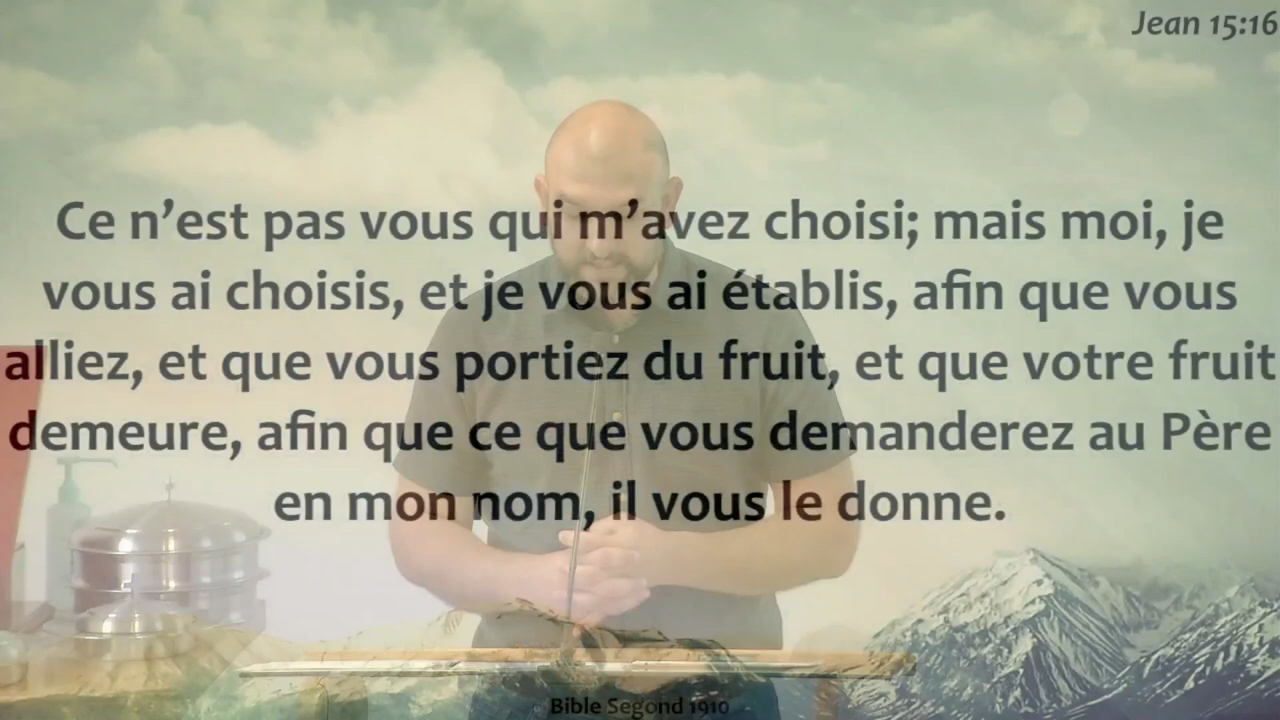 Jean 15:16
Ce n’est pas vous qui m’avez choisi; mais moi, je
vous ai choisis, et je vous ai établis, afin que vous
alliez, et que vous portiez du fruit, et que votre fruit
demeure, afin que ce que vous demanderez au Père
en mon nom, il vous le donne.
Bible Segond 1910